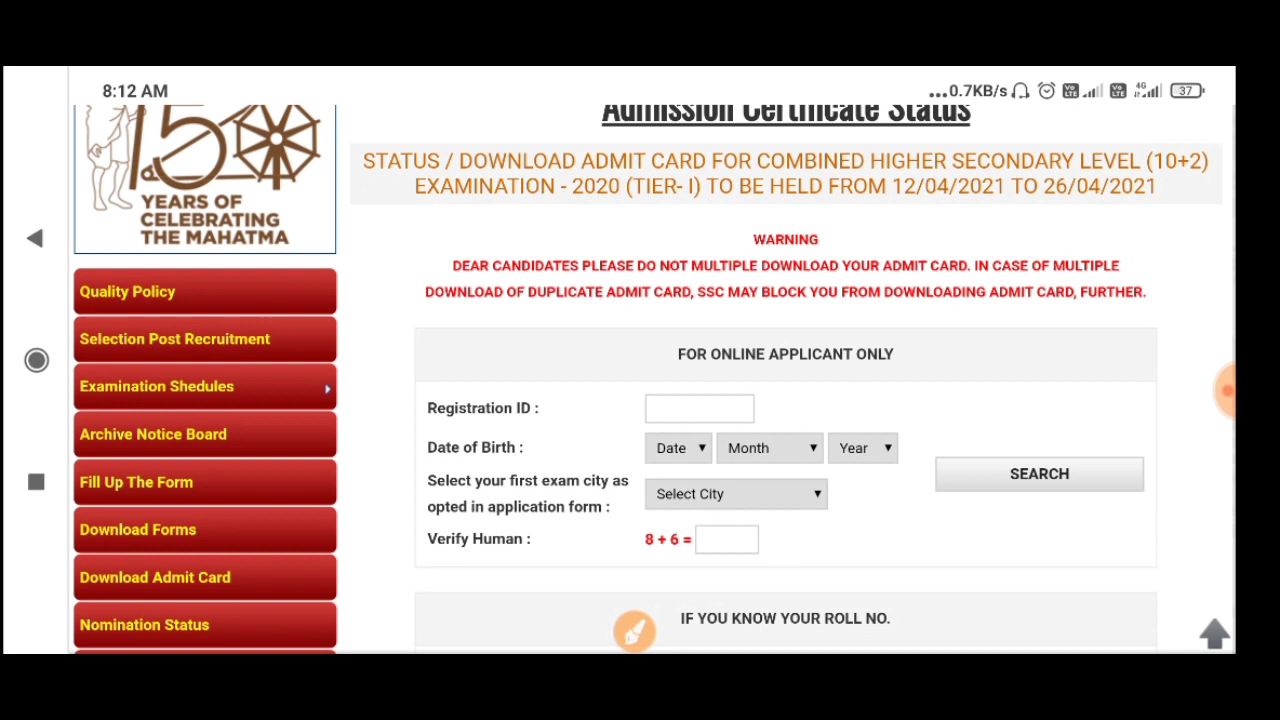 8:12 AM
...0.7KB/s
Vo LTE
Vo LTE
4G
37
150
YEARS OF
CELEBRATING
THE MAHATMA
Quality Policy
Selection Post Recruitment
Examination Shedules
Archive Notice Board
Fill Up The Form
Download Forms
Download Admit Card
Nomination Status
Admission Certificate Status
STATUS / DOWNLOAD ADMIT CARD FOR COMBINED HIGHER SECONDARY LEVEL (10+2)
EXAMINATION - 2020 (TIER- I) TO BE HELD FROM 12/04/2021 TO 26/04/2021
WARNING
DEAR CANDIDATES PLEASE DO NOT MULTIPLE DOWNLOAD YOUR ADMIT CARD. IN CASE OF MULTIPLE
DOWNLOAD OF DUPLICATE ADMIT CARD, SSC MAY BLOCK YOU FROM DOWNLOADING ADMIT CARD, FURTHER.
FOR ONLINE APPLICANT ONLY
Registration ID :
Date of Birth :
Date
Month
Year
Select your first exam city as
opted in application form :
Select City
SEARCH
Verify Human :
8 + 6 =
IF YOU KNOW YOUR ROLL NO.